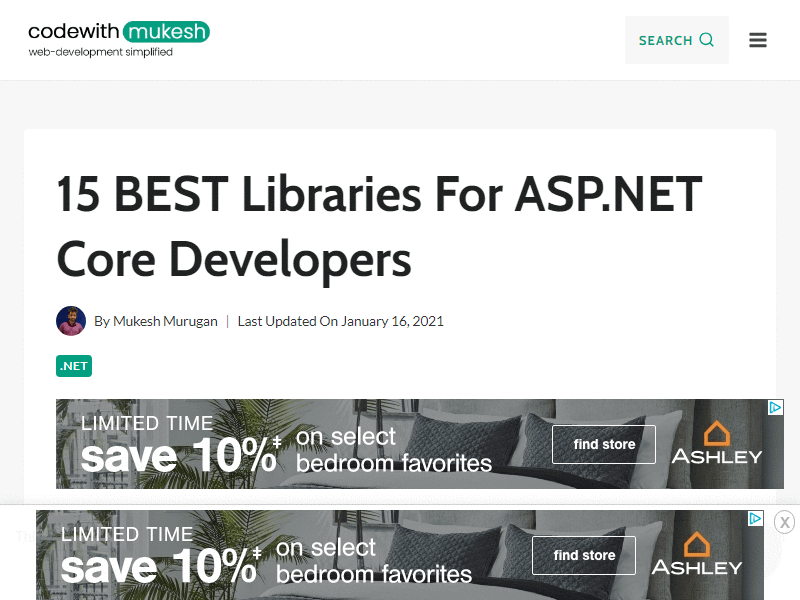 codewith mukesh
web-development simplified
SEARCH
15 BEST Libraries For ASP.NET
Core Developers
By Mukesh Murugan | Last Updated On January 16, 2021
.NET
LIMITED TIME
save 10%‡ on select
bedroom favorites
find store
ASHLEY
LIMITED TIME
save 10%‡ on select
bedroom favorites
find store
ASHLEY
X